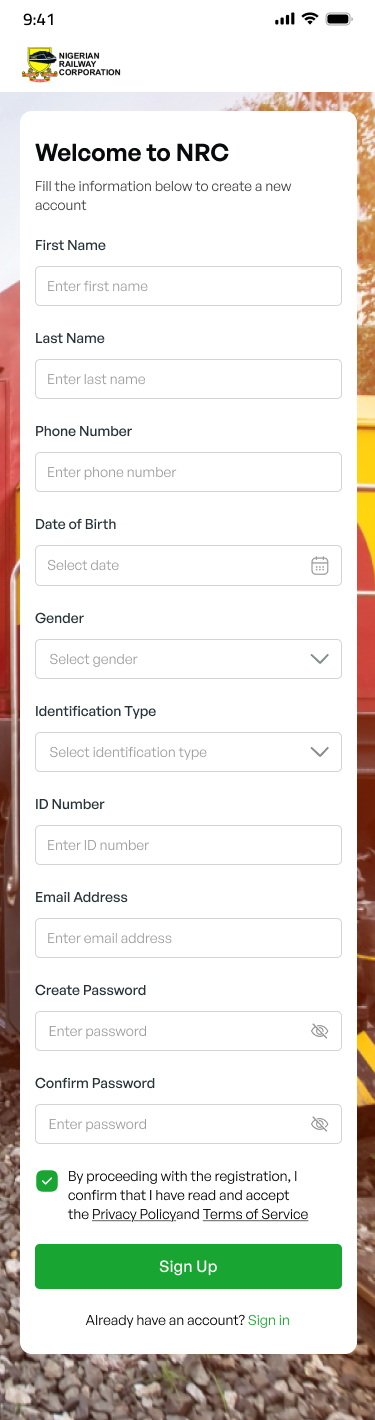 9:41
NIGERIAN
RAILWAY
CORPORATION
Welcome to NRC
Fill the information below to create a new
account
First Name
Enter first name
Last Name
Enter last name
Phone Number
Enter phone number
Date of Birth
Select date
Gender
Select gender
Identification Type
Select identification type
ID Number
Enter ID number
Email Address
Enter email address
Create Password
Enter password
Confirm Password
Enter password
By proceeding with the registration, I
confirm that I have read and accept
the Privacy Policyand Terms of Service
Sign Up
Already have an account? Sign in